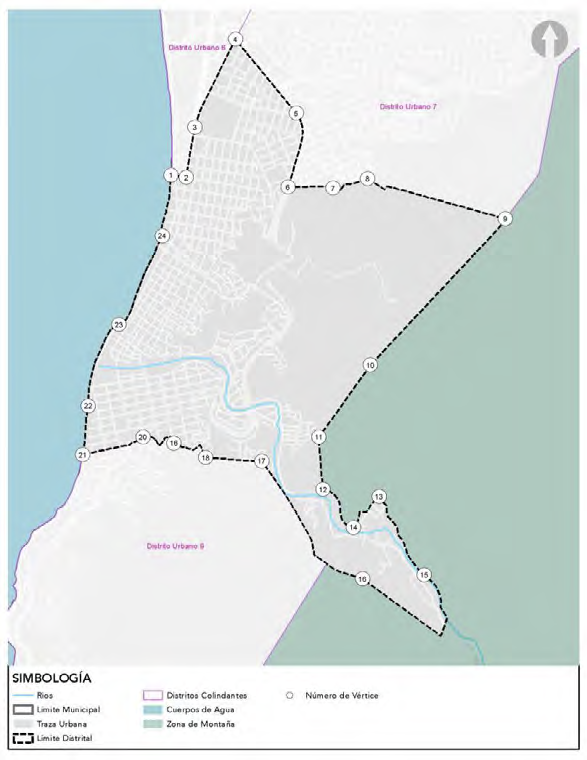 4
Distrito Urbano 6
Distrito Urbano 7
5
3
1
2
6
7
8
9
24
23
10
22
11
20
16
21
18
17
12
13
14
Distrito Urbano 9
15
16
SIMBOLOGÍA
Ríos
Límite Municipal
Traza Urbana
Límite Distrital
Distritos Colindantes
Cuerpos de Agua
Zona de Montaña
Número de Vértice